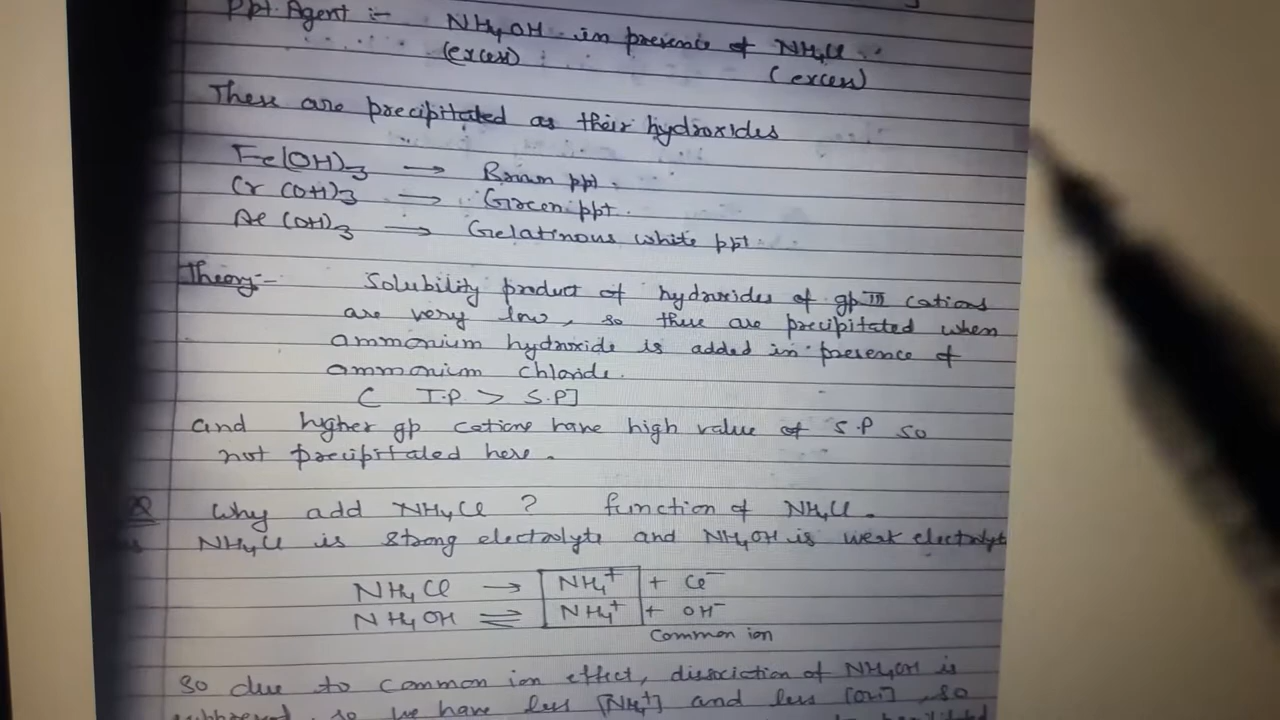 Ppt. Agent :- NH4OH in presence of NH4Cl
(excess) (excess)
These are precipitated as their hydroxides
Fe(OH)3 → Brown ppt.
Cr (OH)3 → Green ppt.
Al (OH)3 → Gelatinous white ppt.
Theory:- Solubility product of hydroxides of gp III cations
are very low, so these are precipitated when
ammonium hydroxide is added in presence of
ammonium chloride.
[ I.P > S.P]
and higher gp cations have high value of S.P so
not precipitated here.
Q Why add NH4Cl ? function of NH4Cl.
NH4Cl is strong electrolyte and NH4OH is weak electrolyt
NH4Cl → NH4+ + Cl-
NH4OH ⇌ NH4+ + OH-
Common ion
So due to common ion effect, dissociction of NH4OH is
so we have less [NH4+] and less [OH-], so